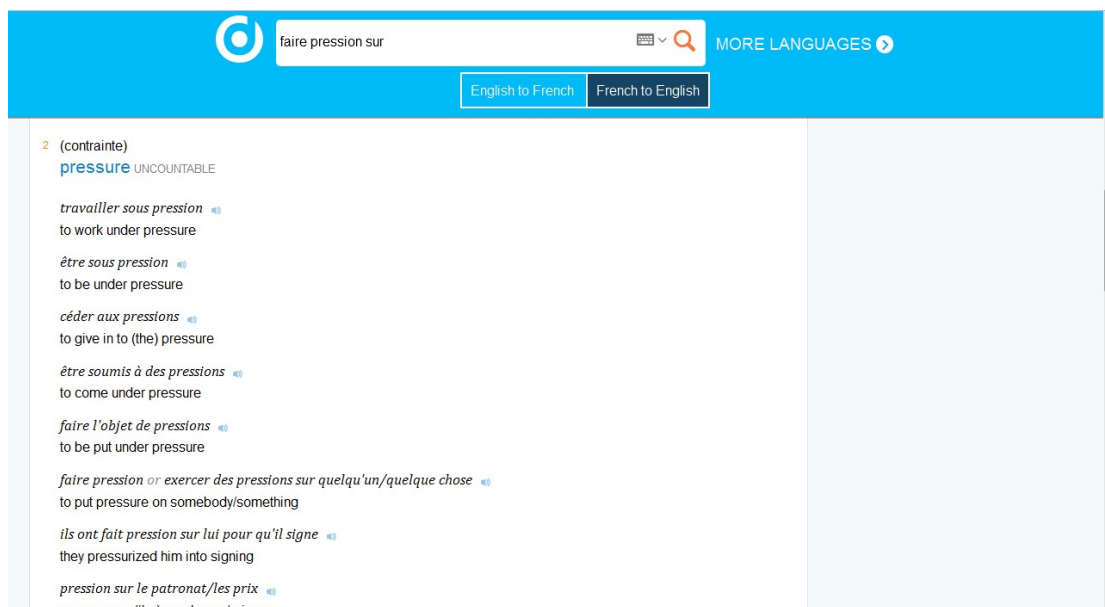 faire pression sur
MORE LANGUAGES
English to French French to English
2 (contrainte)
pressure UNCOUNTABLE
travailler sous pression
to work under pressure
être sous pression
to be under pressure
céder aux pressions
to give in to (the) pressure
être soumis à des pressions
to come under pressure
faire l'objet de pressions
to be put under pressure
faire pression or exercer des pressions sur quelqu'un/quelque chose
to put pressure on somebody/something
ils ont fait pression sur lui pour qu'il signe
they pressurized him into signing
pression sur le patronat/les prix